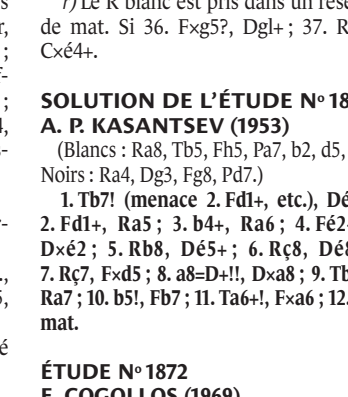 r) Le R blanc est pris dans un rése
de mat. Si 36. F×g5?, Dg1+ ; 37. R
C×é4+.
SOLUTION DE L'ÉTUDE Nº 18
A. P. KASANTSEV (1953)
(Blancs : Ra8, Tb5, Fh5, Pa7, b2, d5,
Noirs : Ra4, Dg3, Fg8, Pd7.)
1. Tb7! (menace 2. Fd1+, etc.), Dé
2. Fd1+, Ra5 ; 3. b4+, Ra6 ; 4. Fé2+
D×é2 ; 5. Rb8, Dé5+ ; 6. Rç8, Dé8
7. Rç7, F×d5 ; 8. a8=D+!!, D×a8 ; 9. Tb
Ra7 ; 10. b5!, Fb7 ; 11. Ta6+!, F×a6 ; 12.
mat.
ÉTUDE Nº 1872
F. COGOLLOS (1969)